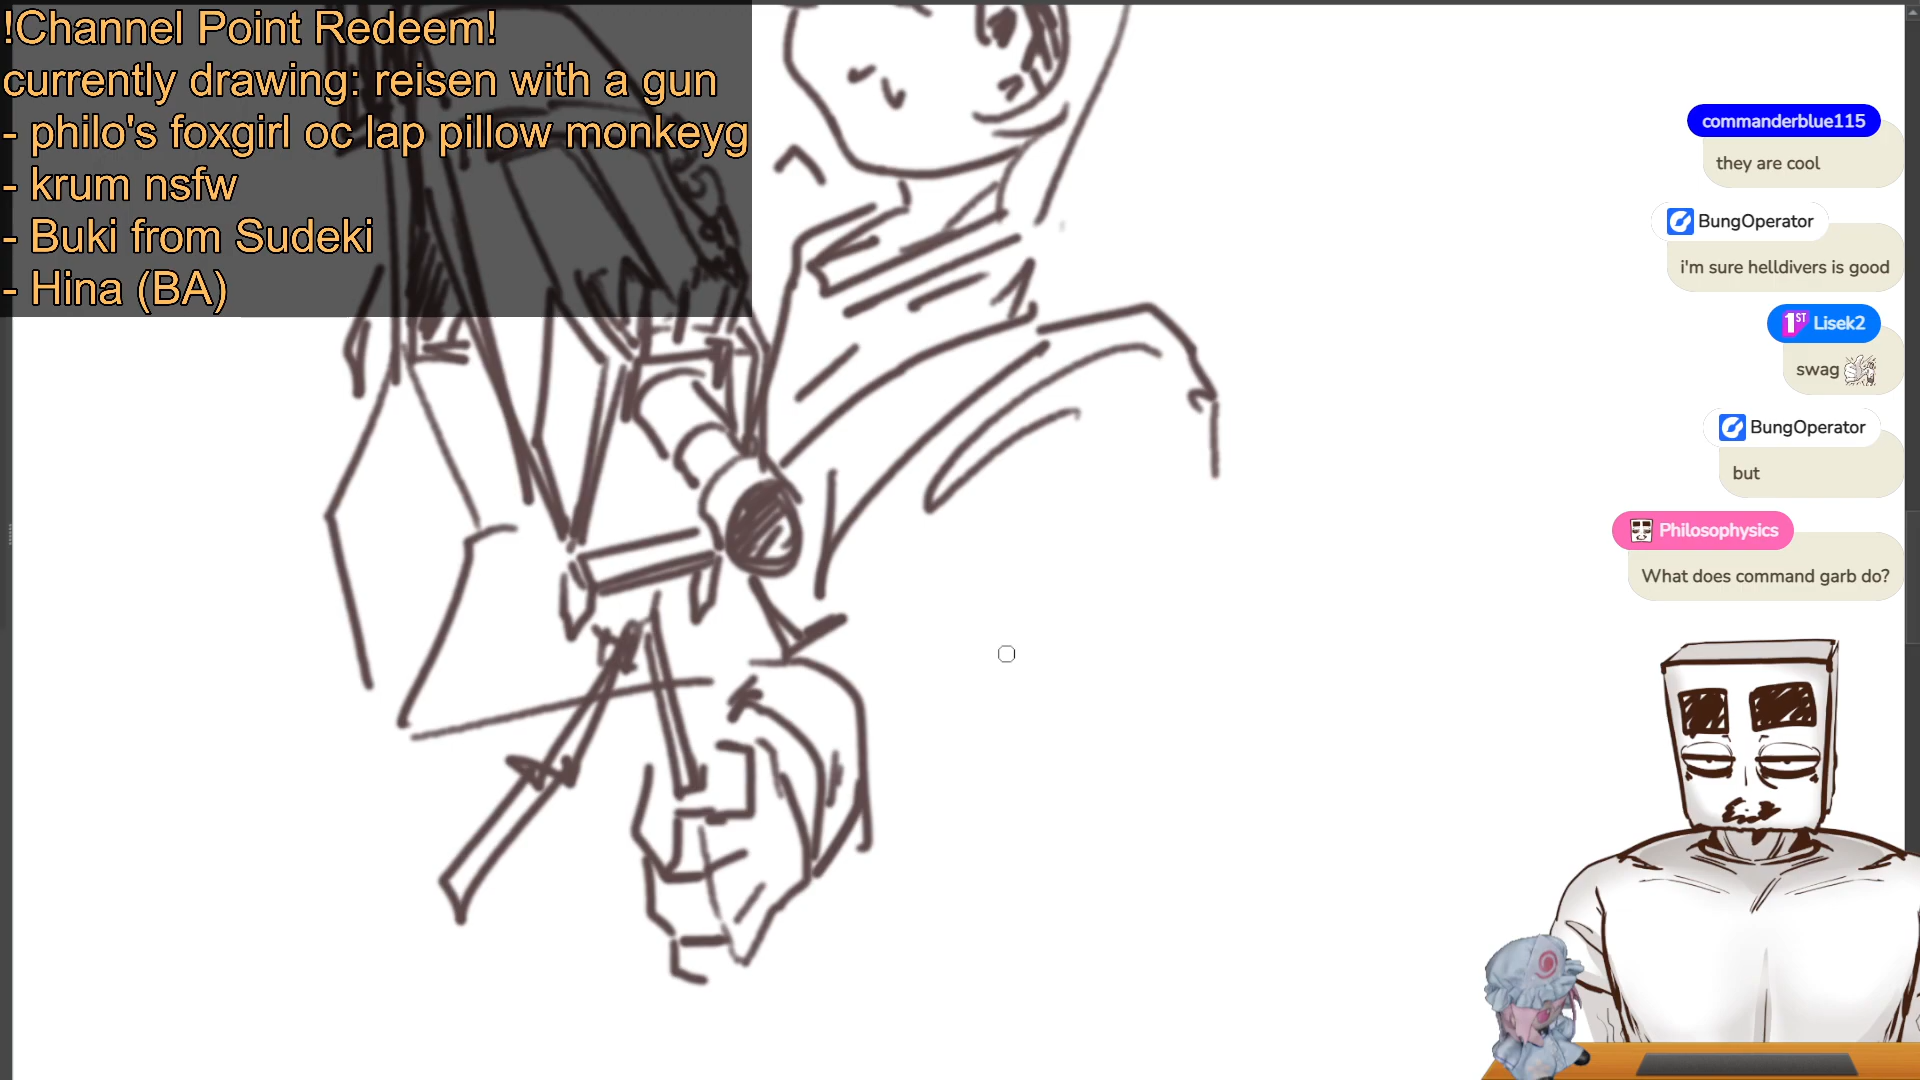 !Channel Point Redeem!
currently drawing: reisen with a gun
- philo's foxgirl oc lap pillow monkeyg
- krum nsfw
- Buki from Sudeki
- Hina (BA)
commanderblue115
they are cool
BungOperator
i'm sure helldivers is good
1ST Lisek2
swag
BungOperator
but
Philosophysics
What does command garb do?